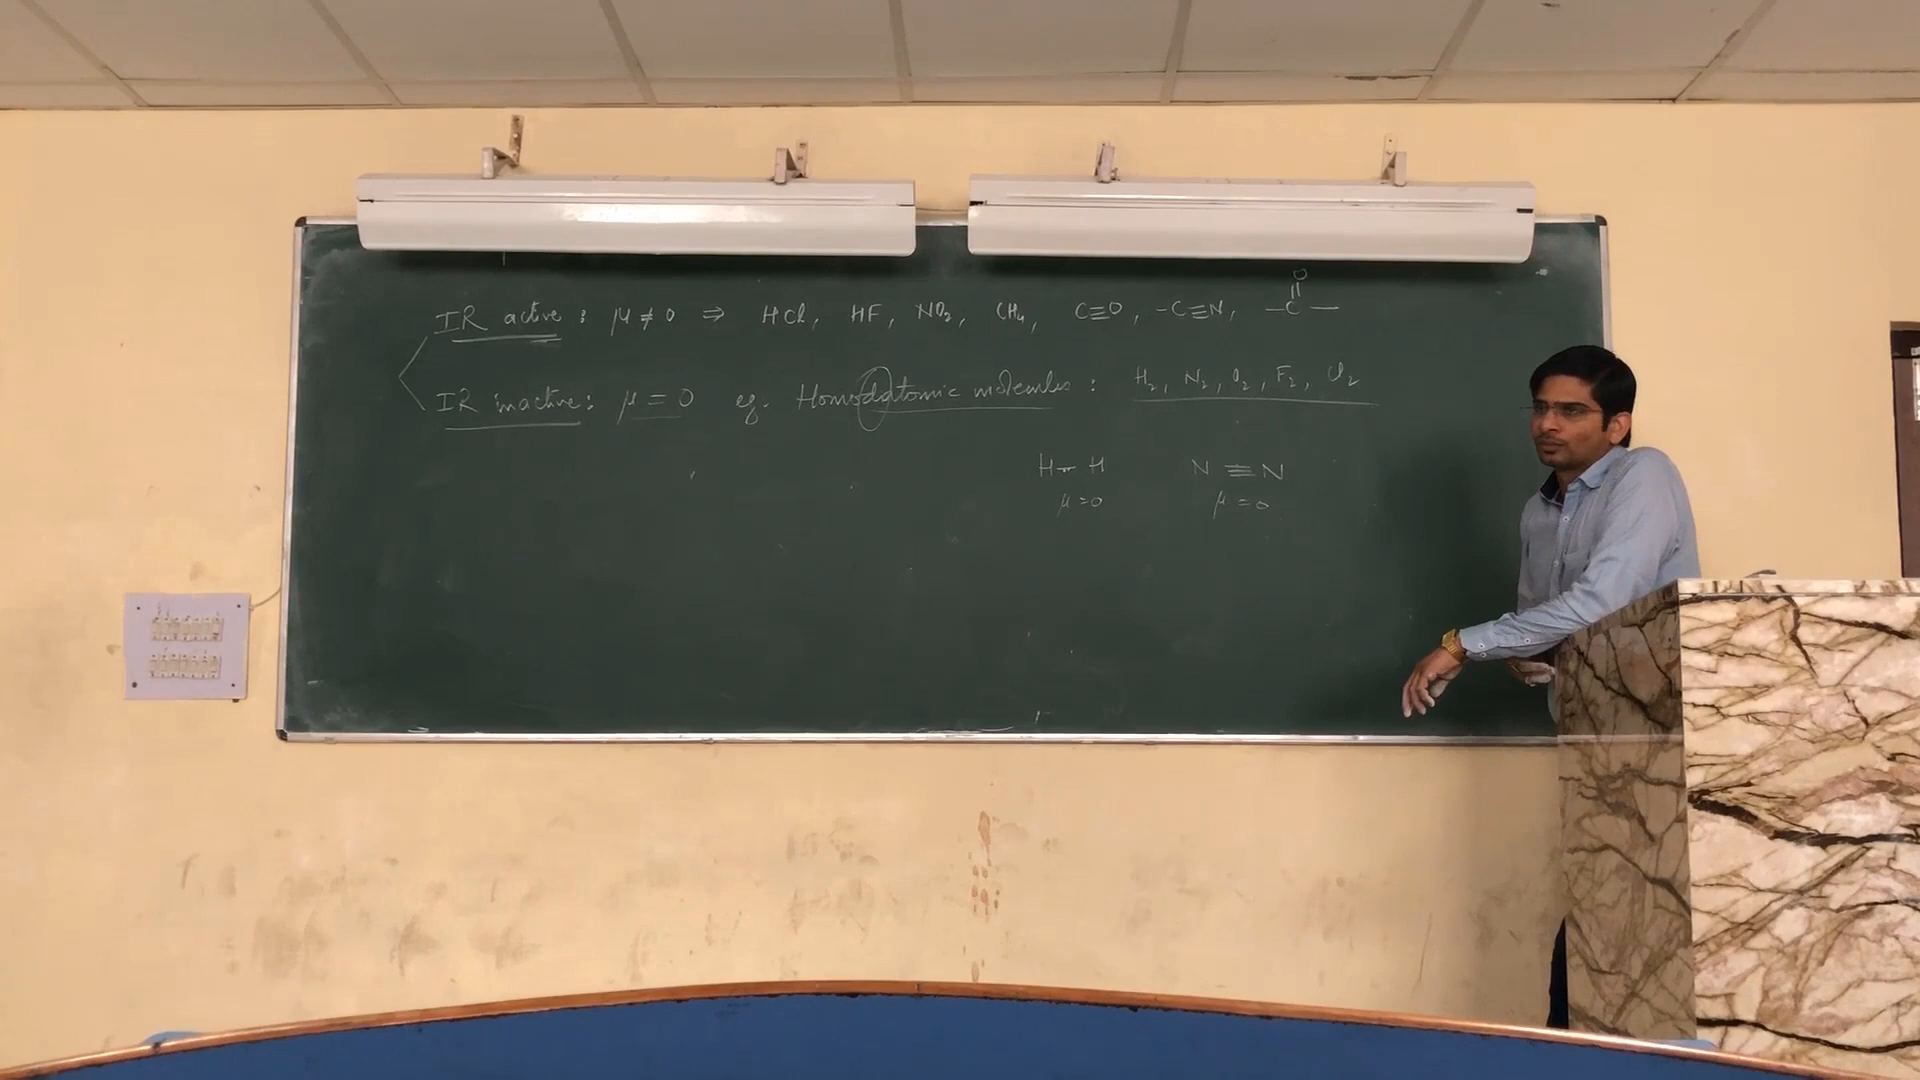 O
IR active : μ ≠ 0 ⇒ HCl, HF, NO₂, CH₄, C≡O, -C≡N, -C-
||
IR inactive : μ = 0 eg. Homodiatomic molecules : H₂, N₂, O₂, F₂, Cl₂
H-H N≡N
μ=0 μ=0